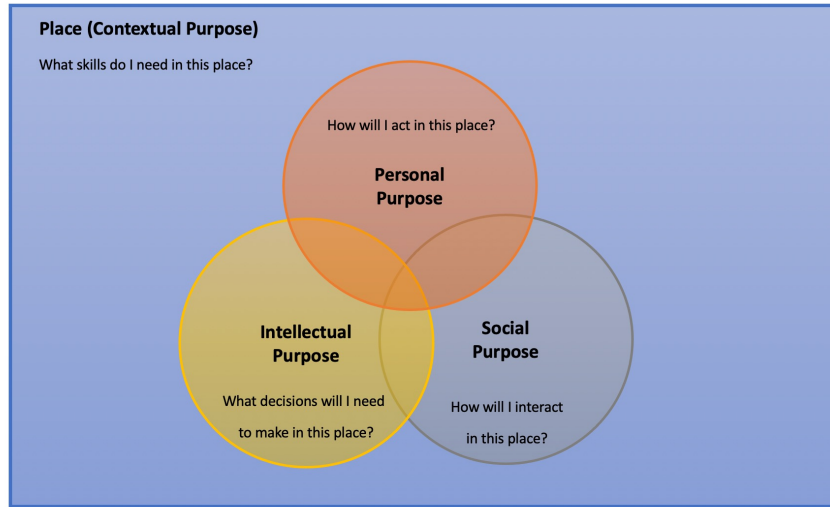 Place (Contextual Purpose)
What skills do I need in this place?
How will I act in this place?
Personal
Purpose
Intellectual
Purpose
What decisions will I need
to make in this place?
Social
Purpose
How will I interact
in this place?